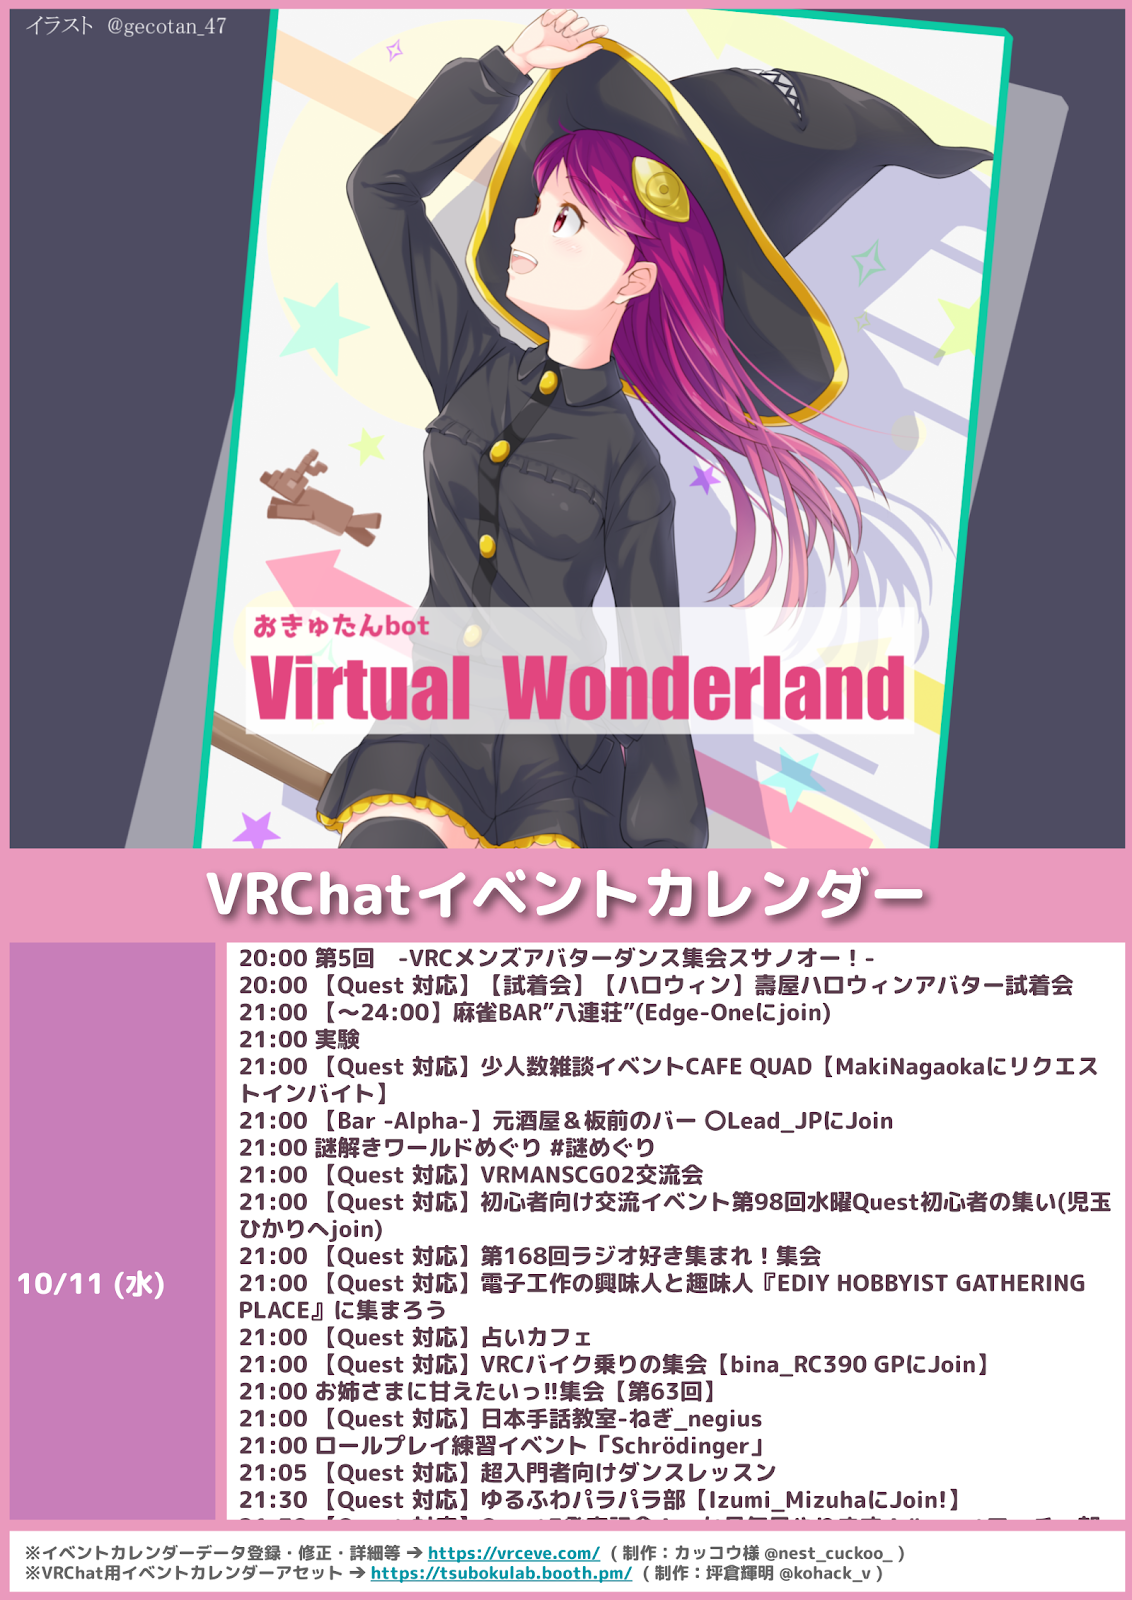 イラスト @gecotan_47
おきゅたんbot
Virtual Wonderland
VRChatイベントカレンダー
10/11 (水)
20:00 第5回　-VRCメンズアバターダンス集会スサノオー！-
20:00 【Quest 対応】【試着会】【ハロウィン】壽屋ハロウィンアバター試着会
21:00 【～24:00】麻雀BAR”八連荘”(Edge-Oneにjoin)
21:00 実験
21:00 【Quest 対応】少人数雑談イベントCAFE QUAD【MakiNagaokaにリクエス
トインバイト】
21:00 【Bar -Alpha-】元酒屋＆板前のバー 〇Lead_JPにJoin
21:00 謎解きワールドめぐり #謎めぐり
21:00 【Quest 対応】VRMANSCG02交流会
21:00 【Quest 対応】初心者向け交流イベント第98回水曜Quest初心者の集い(児玉
ひかりへjoin)
21:00 【Quest 対応】第168回ラジオ好き集まれ！集会
21:00 【Quest 対応】電子工作の興味人と趣味人『EDIY HOBBYIST GATHERING
PLACE』に集まろう
21:00 【Quest 対応】占いカフェ
21:00 【Quest 対応】VRCバイク乗りの集会【bina_RC390 GPにJoin】
21:00 お姉さまに甘えたいっ!!集会【第63回】
21:00 【Quest 対応】日本手話教室-ねぎ_negius
21:00 ロールプレイ練習イベント「Schrödinger」
21:05 【Quest 対応】超入門者向けダンスレッスン
21:30 【Quest 対応】ゆるふわパラパラ部【Izumi_MizuhaにJoin!】
※イベントカレンダーデータ登録・修正・詳細等 ➔ https://vrceve.com/ ( 制作：カッコウ様 @nest_cuckoo_ )
※VRChat用イベントカレンダーアセット ➔ https://tsubokulab.booth.pm/ ( 制作：坪倉輝明 @kohack_v )